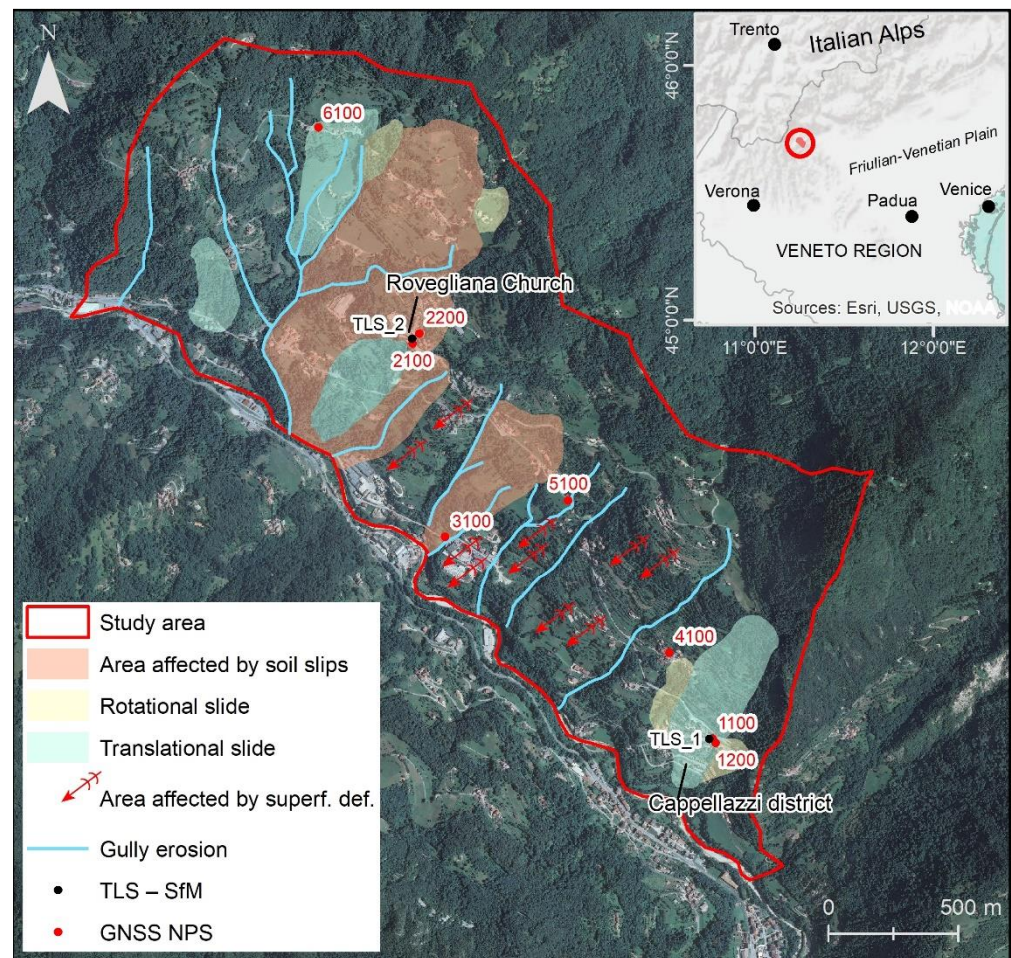 N
Trento
Italian Alps
46°0'0"N
Friulian-Venetian Plain
Verona
Padua
Venice
VENETO REGION
Sources: Esri, USGS, NOAA
45°0'0"N
11°0'0"E
12°0'0"E
6100
Rovegliana Church
TLS_2
2200
2100
5100
3100
4100
TLS_1
1100
1200
Cappellazzi district
Study area
Area affected by soil slips
Rotational slide
Translational slide
Area affected by superf. def.
Gully erosion
TLS – SfM
GNSS NPS
0
500 m